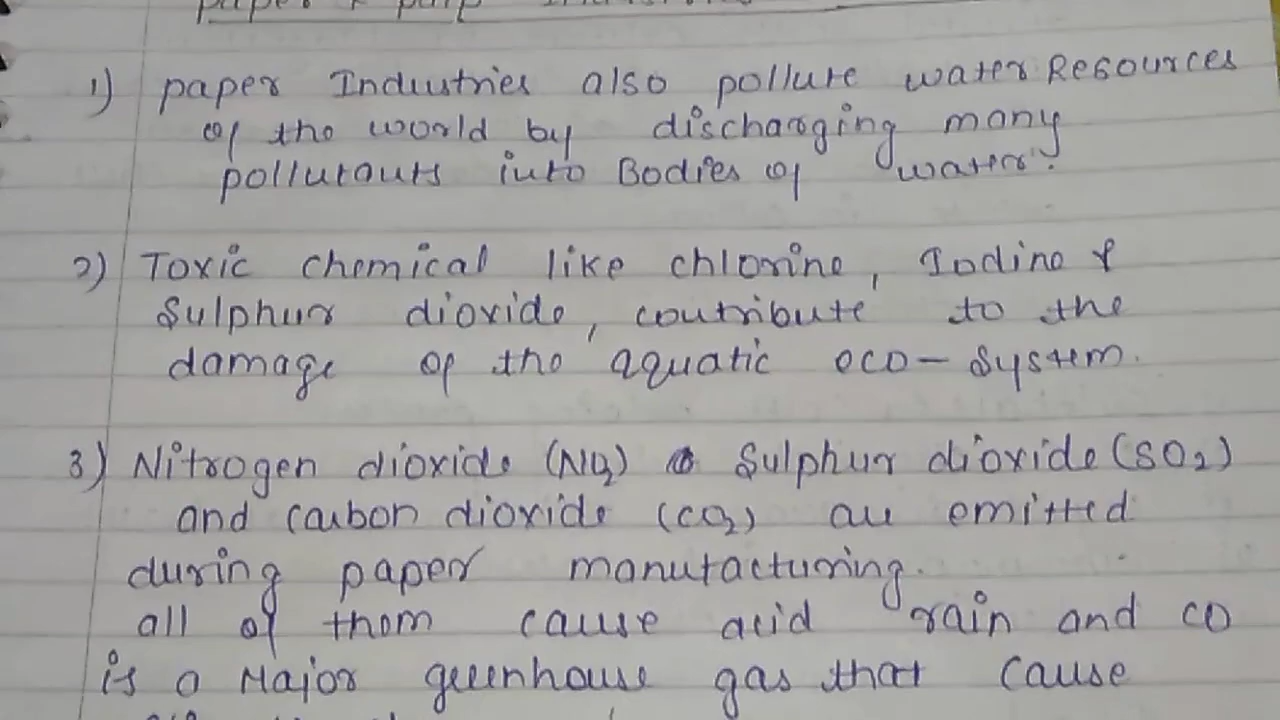 paper & pulp Industries
1) paper Industries also pollute water Resources
of the world by discharging many
pollutants into Bodies of water.
2) Toxic chemical like chlorine, Iodine &
Sulphur dioxide, contribute to the
damage of the aquatic eco-system.
3) Nitrogen dioxide (NO2) Sulphur dioxide (SO2)
and carbon dioxide (CO2) are emitted
during paper manufacturing.
all of them cause acid rain and CO
is a Major greenhouse gas that cause